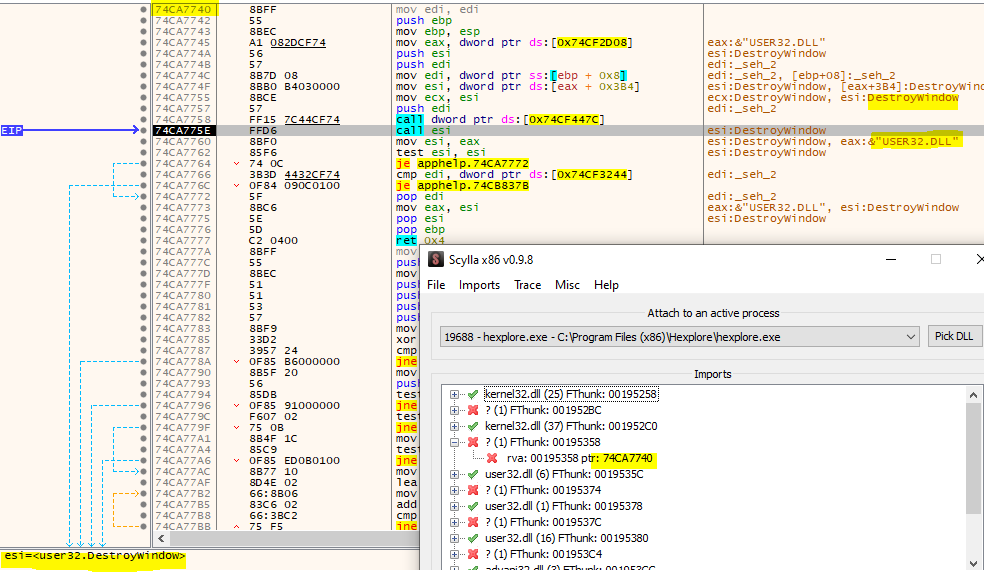 74CA7740 8BFF mov edi, edi
74CA7742 55 push ebp
74CA7743 8BEC mov ebp, esp
74CA7745 A1 082DCF74 mov eax, dword ptr ds:[0x74CF2D08] eax:&"USER32.DLL"
74CA774A 56 push esi esi:DestroyWindow
74CA774B 57 push edi edi:_seh_2
74CA774C 8B7D 08 mov edi, dword ptr ss:[ebp + 0x8] edi:_seh_2, [ebp+08]:_seh_2
74CA774F 8BB0 B4030000 mov esi, dword ptr ds:[eax + 0x3B4] esi:DestroyWindow, [eax+3B4]:DestroyWin
74CA7755 8BCE mov ecx, esi ecx:DestroyWindow, esi:DestroyWindow
74CA7757 57 push edi edi:_seh_2
74CA7758 FF15 7C44CF74 call dword ptr ds:[0x74CF447C]
EIP 74CA775E FFD6 call esi esi:DestroyWindow
74CA7760 8BF0 mov esi, eax esi:DestroyWindow, eax:&"USER32.DLL"
74CA7762 85F6 test esi, esi esi:DestroyWindow
74CA7764 74 0C je apphelp.74CA7772
74CA7766 3B3D 4432CF74 cmp edi, dword ptr ds:[0x74CF3244] edi:_seh_2
74CA776C 0F84 090C0100 je apphelp.74CB837B
74CA7772 5F pop edi edi:_seh_2
74CA7773 8BC6 mov eax, esi eax:&"USER32.DLL", esi:DestroyWindow
74CA7775 5E pop esi esi:DestroyWindow
74CA7776 5D pop ebp
74CA7777 C2 0400 ret 0x4
74CA777A 8BFF mov
74CA777C 55 pus
74CA777D 8BEC mov
74CA777F 51 pus
74CA7780 51 pus
74CA7781 53 pus
74CA7782 57 pus
74CA7783 8BF9 mov
74CA7785 33D2 xor
74CA7787 3957 24 cmp
74CA778A 0F85 B6000000 jne
74CA7790 8B5F 20 mov
74CA7793 56 pus
74CA7794 85DB tes
74CA7796 0F85 91000000 jne
74CA779C F607 02 tes
74CA779F 75 0B jne
74CA77A1 8B4F 1C mov
74CA77A4 85C9 tes
74CA77A6 0F85 ED0B0100 jne
74CA77AC 8B77 10 mov
74CA77AF 8D4E 02 lea
74CA77B2 66:8B06 mov
74CA77B5 83C6 02 add
74CA77B8 66:3BC2 cmp
74CA77BB 75 F5 jne
esi=<user32.DestroyWindow>
Scylla x86 v0.9.8
File Imports Trace Misc Help
Attach to an active process
19688 - hexplore.exe - C:\Program Files (x86)\Hexplore\hexplore.exe
Pick DLL
Imports
kernel32.dll (25) FThunk: 00195258
? (1) FThunk: 001952BC
kernel32.dll (37) FThunk: 001952C0
? (1) FThunk: 00195358
rva: 00195358 ptr: 74CA7740
user32.dll (6) FThunk: 0019535C
? (1) FThunk: 00195374
user32.dll (1) FThunk: 00195378
? (1) FThunk: 0019537C
user32.dll (16) FThunk: 00195380
? (1) FThunk: 001953C4